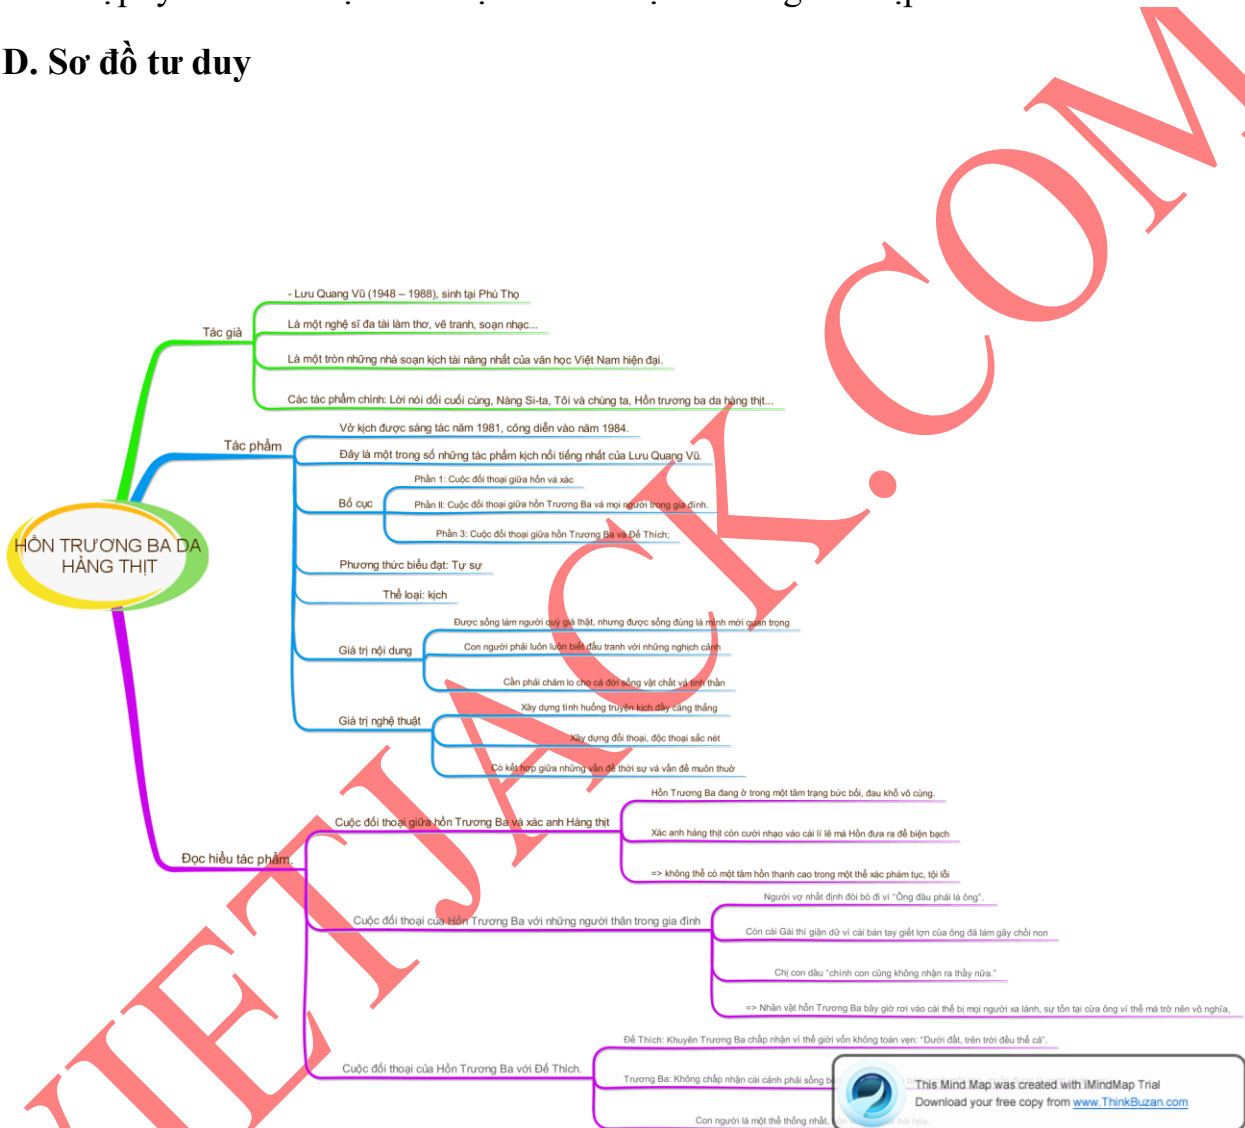 D. Sơ đồ tư duy
- Lưu Quang Vũ (1948 – 1988), sinh tại Phú Thọ
Tác giả
Là một nghệ sĩ đa tài làm thơ, vẽ tranh, soạn nhạc...
Là một tròn những nhà soạn kịch tài năng nhất của văn học Việt Nam hiện đại.
Các tác phẩm chính: Lời nói dối cuối cùng, Nàng Si-ta, Tôi và chúng ta, Hồn trương ba da hàng thịt...
Vở kịch được sáng tác năm 1981, công diễn vào năm 1984.
Tác phẩm
Đây là một trong số những tác phẩm kịch nổi tiếng nhất của Lưu Quang Vũ.
Phần 1: Cuộc đối thoại giữa hồn và xác
Bố cục
Phần II: Cuộc đối thoại giữa hồn Trương Ba và mọi người trong gia đình.
Phần 3: Cuộc đối thoại giữa hồn Trương Ba và Đế Thích;
HỒN TRƯƠNG BA DA
HÀNG THỊT
Phương thức biểu đạt: Tự sự
Thể loại: kịch
Được sống làm người quý giá thật, nhưng được sống đúng là mình mới quan trọng
Giá trị nội dung
Con người phải luôn luôn biết đấu tranh với những nghịch cảnh
Cần phải chăm lo cho cả đời sống vật chất và tinh thần
Xây dựng tình huống truyện kịch đầy căng thẳng
Giá trị nghệ thuật
Xây dựng đối thoại, độc thoại sắc nét
Có kết hợp giữa những vấn đề thời sự và vấn đề muôn thuở
Hồn Trương Ba đang ở trong một tâm trạng bức bối, đau khổ vô cùng.
Cuộc đối thoại giữa hồn Trương Ba và xác anh Hàng thịt
Xác anh hàng thịt còn cười nhạo vào cái lí lẽ mà Hồn đưa ra để biện bạch
=> không thể có một tâm hồn thanh cao trong một thể xác phàm tục, tội lỗi
Đọc hiểu tác phẩm.
Người vợ nhất định đòi bỏ đi vì "Ông đâu phải là ông".
Cuộc đối thoại của Hồn Trương Ba với những người thân trong gia đình
Còn cái Gái thì giận dữ vì cái bàn tay giết lợn của ông đã làm gãy chồi non
Chị con dâu "chính con cũng không nhận ra thầy nữa."
=> Nhân vật hồn Trương Ba bây giờ rơi vào cái thế bị mọi người xa lánh, sự tồn tại của ông vì thế mà trở nên vô nghĩa,
Đế Thích: Khuyên Trương Ba chấp nhận vì thế giới vốn không toàn vẹn: "Dưới đất, trên trời đều thế cả".
Cuộc đối thoại của Hồn Trương Ba với Đế Thích.
Trương Ba: Không chấp nhận cái cảnh phải sống
Con người là một thể thống nhất, hài hòa.
This Mind Map was created with iMindMap Trial
Download your free copy from www.ThinkBuzan.com
VIETJACK.COM